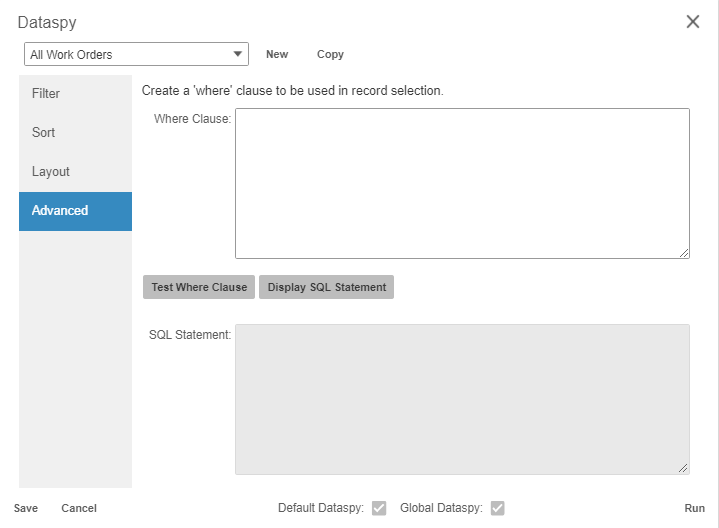 Dataspy
All Work Orders New Copy
Filter
Sort
Layout
Advanced
Create a 'where' clause to be used in record selection.
Where Clause:
Test Where Clause Display SQL Statement
SQL Statement:
Save Cancel Default Dataspy: Global Dataspy: Run